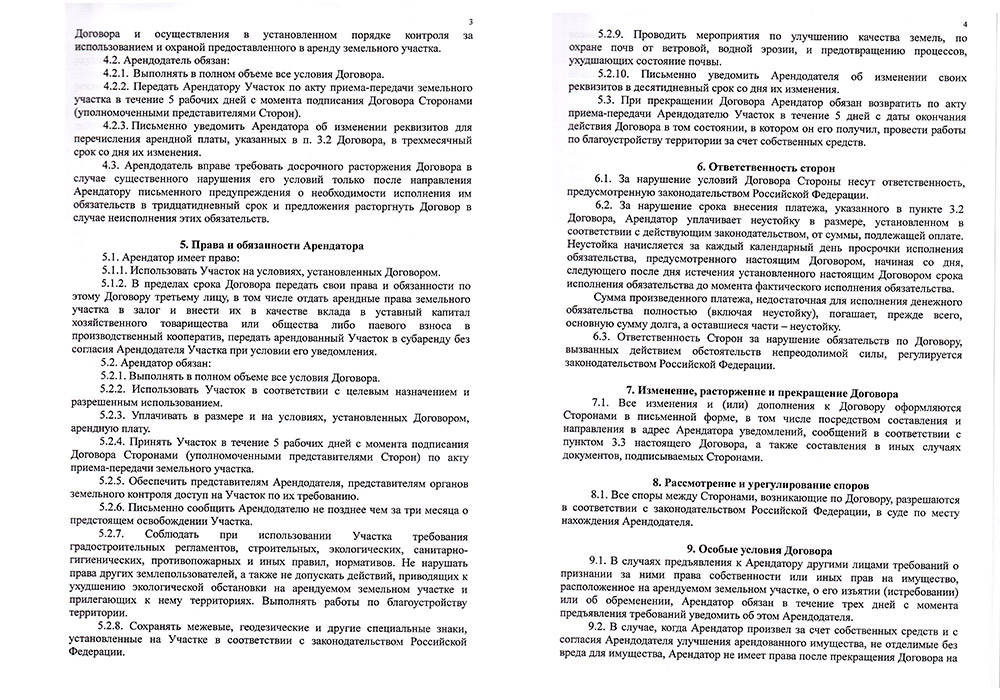 3
Договора и осуществления в установленном порядке контроля за
использованием и охраной предоставленного в аренду земельного участка.
4.2. Арендодатель обязан:
4.2.1. Выполнять в полном объеме все условия Договора.
4.2.2. Передать Арендатору Участок по акту приема-передачи земельного
участка в течение 5 рабочих дней с момента подписания Договора Сторонами
(уполномоченными представителями Сторон).
4.2.3. Письменно уведомить Арендатора об изменении реквизитов для
перечисления арендной платы, указанных в п. 3.2 Договора, в трехмесячный
срок со дня их изменения.
4.3. Арендодатель вправе требовать досрочного расторжения Договора в
случае существенного нарушения его условий только после направления
Арендатору письменного предупреждения о необходимости исполнения им
обязательств в тридцатидневный срок и предложения расторгнуть Договор в
случае неисполнения этих обязательств.
5. Права и обязанности Арендатора
5.1. Арендатор имеет право:
5.1.1. Использовать Участок на условиях, установленных Договором.
5.1.2. В пределах срока Договора передать свои права и обязанности по
этому Договору третьему лицу, в том числе отдать арендные права земельного
участка в залог и внести их в качестве вклада в уставный капитал
хозяйственного товарищества или общества либо паевого взноса в
производственный кооператив, передать арендованный Участок в субаренду без
согласия Арендодателя Участка при условии его уведомления.
5.2. Арендатор обязан:
5.2.1. Выполнять в полном объеме все условия Договора.
5.2.2. Использовать Участок в соответствии с целевым назначением и
разрешенным использованием.
5.2.3. Уплачивать в размере и на условиях, установленных Договором,
арендную плату.
5.2.4. Принять Участок в течение 5 рабочих дней с момента подписания
Договора Сторонами (уполномоченными представителями Сторон) по акту
приема-передачи земельного участка.
5.2.5. Обеспечить представителям Арендодателя, представителям органов
земельного контроля доступ на Участок по их требованию.
5.2.6. Письменно сообщить Арендодателю не позднее чем за три месяца о
предстоящем освобождении Участка.
5.2.7. Соблюдать при использовании Участка требования
градостроительных регламентов, строительных, экологических, санитарно-
гигиенических, противопожарных и иных правил, нормативов. Не нарушать
права других землепользователей, а также не допускать действий, приводящих к
ухудшению экологической обстановки на арендуемом земельном участке и
прилегающих к нему территориях. Выполнять работы по благоустройству
территории.
5.2.8. Сохранять межевые, геодезические и другие специальные знаки,
установленные на Участке в соответствии с законодательством Российской
Федерации.
4
5.2.9. Проводить мероприятия по улучшению качества земель, по
охране почв от ветровой, водной эрозии, и предотвращению процессов,
ухудшающих состояние почвы.
5.2.10. Письменно уведомить Арендодателя об изменении своих
реквизитов в десятидневный срок со дня их изменения.
5.3. При прекращении Договора Арендатор обязан возвратить по акту
приема-передачи Арендодателю Участок в течение 5 дней с даты окончания
действия Договора в том состоянии, в котором он его получил, провести работы
по благоустройству территории за счет собственных средств.
6. Ответственность сторон
6.1. За нарушение условий Договора Стороны несут ответственность,
предусмотренную законодательством Российской Федерации.
6.2. За нарушение срока внесения платежа, указанного в пункте 3.2
Договора, Арендатор уплачивает неустойку в размере, установленном в
соответствии с действующим законодательством, от суммы, подлежащей оплате.
Неустойка начисляется за каждый календарный день просрочки исполнения
обязательства, предусмотренного настоящим Договором, начиная со дня,
следующего после дня истечения установленного настоящим Договором срока
исполнения обязательства до момента фактического исполнения обязательства.
Сумма произведенного платежа, недостаточная для исполнения денежного
обязательства полностью (включая неустойку), погашает, прежде всего,
основную сумму долга, а оставшиеся части – неустойку.
6.3. Ответственность Сторон за нарушение обязательств по Договору,
вызванных действием обстоятельств непреодолимой силы, регулируется
законодательством Российской Федерации.
7. Изменение, расторжение и прекращение Договора
7.1. Все изменения и (или) дополнения к Договору оформляются
Сторонами в письменной форме, в том числе посредством составления и
направления в адрес Арендатора уведомлений, сообщений в соответствии с
пунктом 3.3 настоящего Договора, а также составления в иных случаях
документов, подписываемых Сторонами.
8. Рассмотрение и урегулирование споров
8.1. Все споры между Сторонами, возникающие по Договору, разрешаются
в соответствии с законодательством Российской Федерации, в суде по месту
нахождения Арендодателя.
9. Особые условия Договора
9.1. В случаях предъявления к Арендатору другими лицами требований о
признании за ними права собственности или иных прав на имущество,
расположенное на арендуемом земельном участке, о его изъятии (истребовании)
или об обременении, Арендатор обязан в течение трех дней с момента
предъявления требований уведомить об этом Арендодателя.
9.2. В случае, когда Арендатор произвел за счет собственных средств и с
согласия Арендодателя улучшения арендованного имущества, не отделимые без
вреда для имущества, Арендатор не имеет права после прекращения Договора на